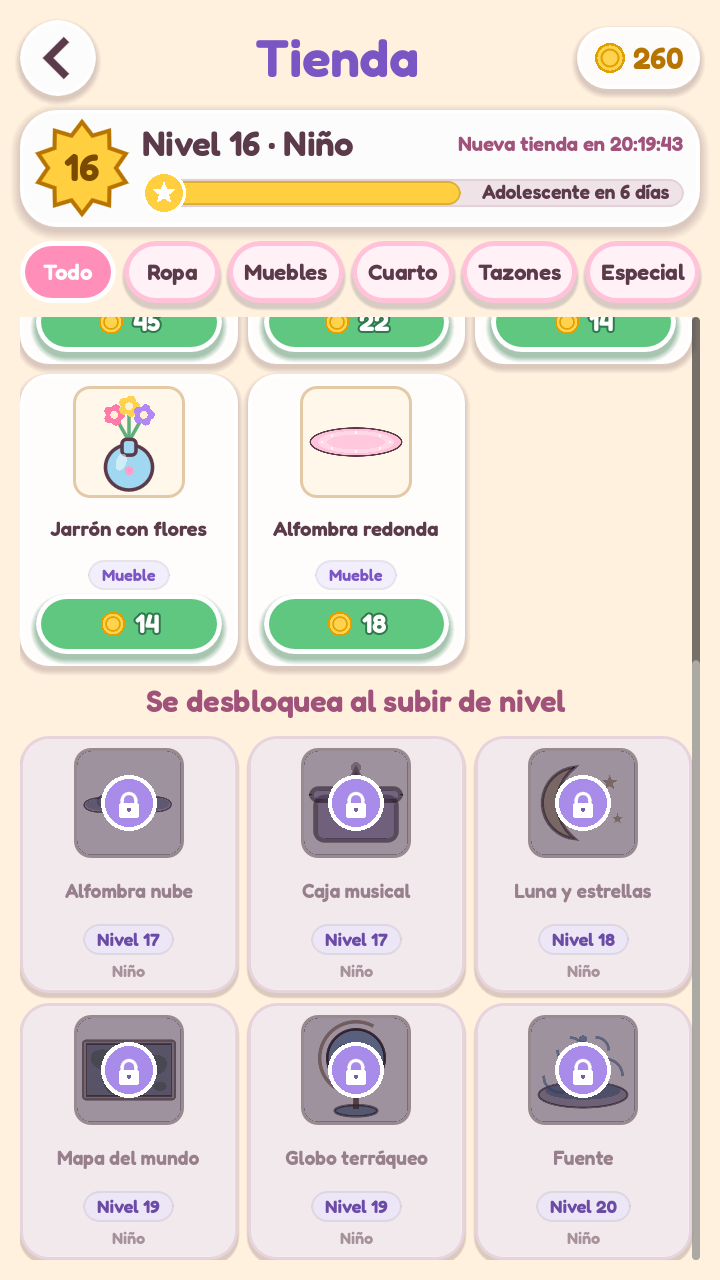 Tienda
260
16
Nivel 16 · Niño
Nueva tienda en 20:19:43
Adolescente en 6 días
Todo
Ropa
Muebles
Cuarto
Tazones
Especial
45
22
14
Jarrón con flores
Alfombra redonda
Mueble
Mueble
14
18
Se desbloquea al subir de nivel
Alfombra nube
Caja musical
Luna y estrellas
Nivel 17
Nivel 17
Nivel 18
Niño
Niño
Niño
Mapa del mundo
Globo terráqueo
Fuente
Nivel 19
Nivel 19
Nivel 20
Niño
Niño
Niño